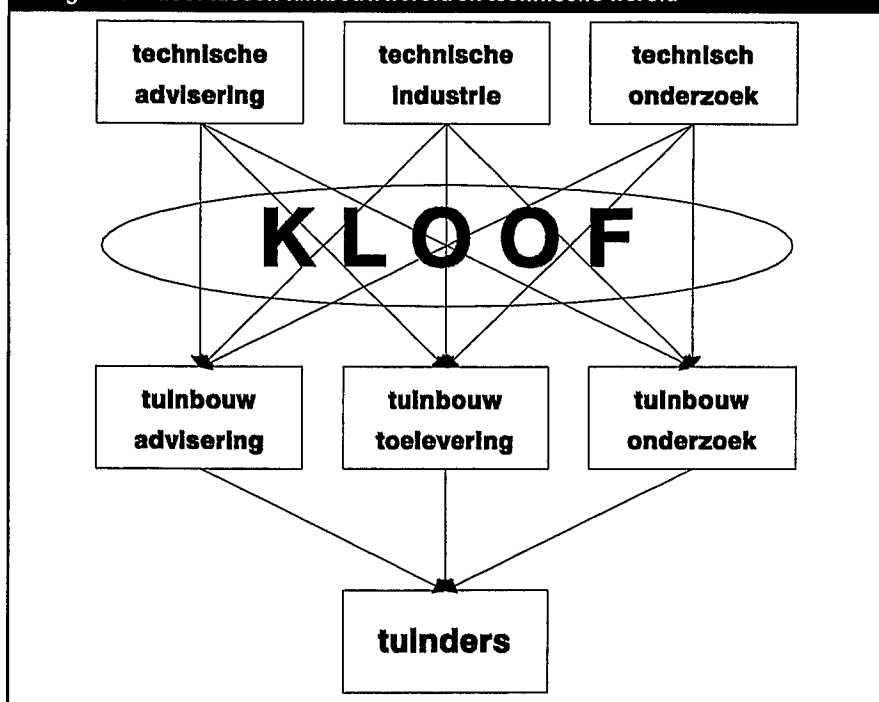 technische
advisering
technische
industrie
technisch
onderzoek
KLOOF
tuinbouw
advisering
tuinbouw
toelevering
tuinbouw
onderzoek
tuinders